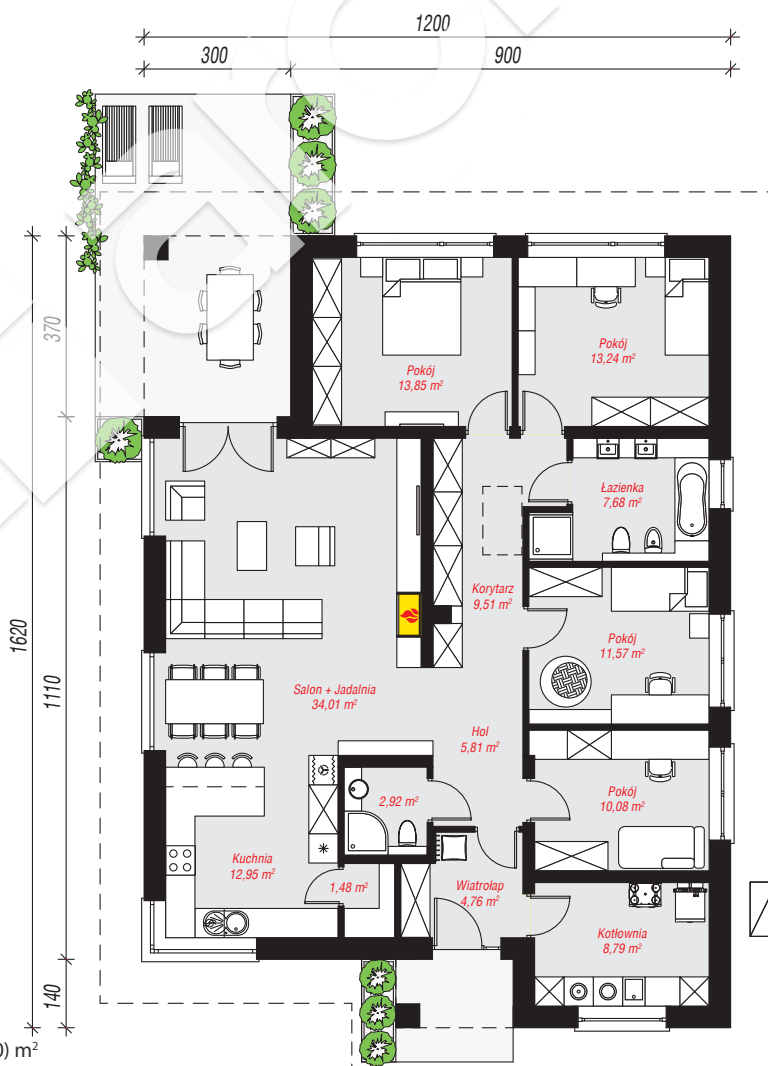 1200
300
900
370
1620
1110
140
Pokój
13,85 m²
Pokój
13,24 m²
Łazienka
7,68 m²
Korytarz
9,51 m²
Pokój
11,57 m²
Salon + Jadalnia
34,01 m²
Hol
5,81 m²
2,92 m²
Pokój
10,08 m²
Kuchnia
12,95 m²
1,48 m²
Wiatrołap
4,76 m²
Kotłownia
8,79 m²
0) m²